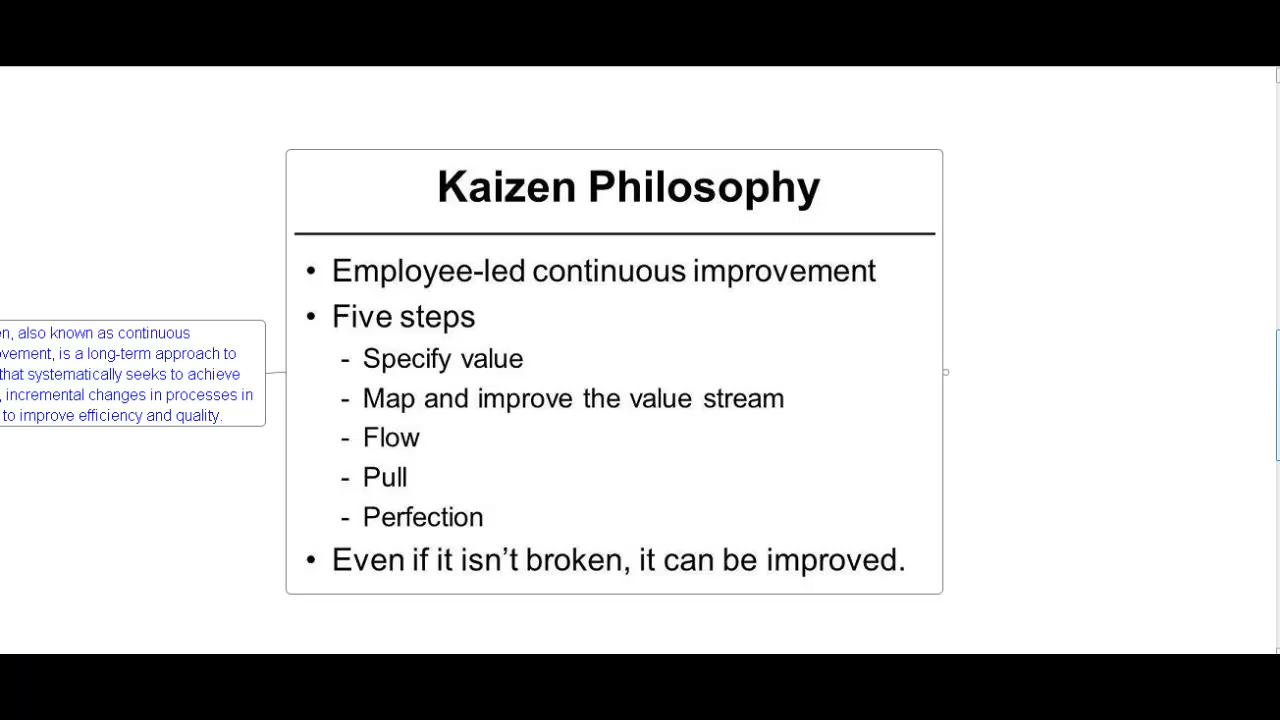 Kaizen Philosophy
• Employee-led continuous improvement
• Five steps
- Specify value
- Map and improve the value stream
- Flow
- Pull
- Perfection
• Even if it isn’t broken, it can be improved.
also known as continuous
is a long-term approach to
that systematically seeks to achieve
incremental changes in processes in
to improve efficiency and quality.